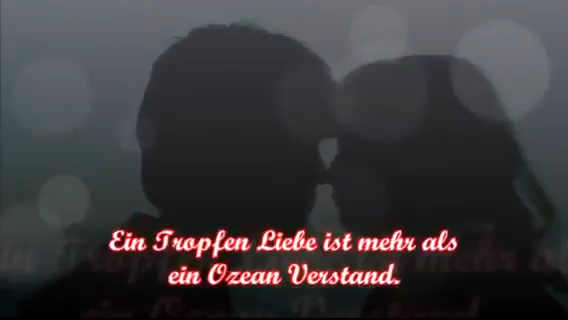 Ein Tropfen Liebe ist mehr als
ein Ozean Verstand.